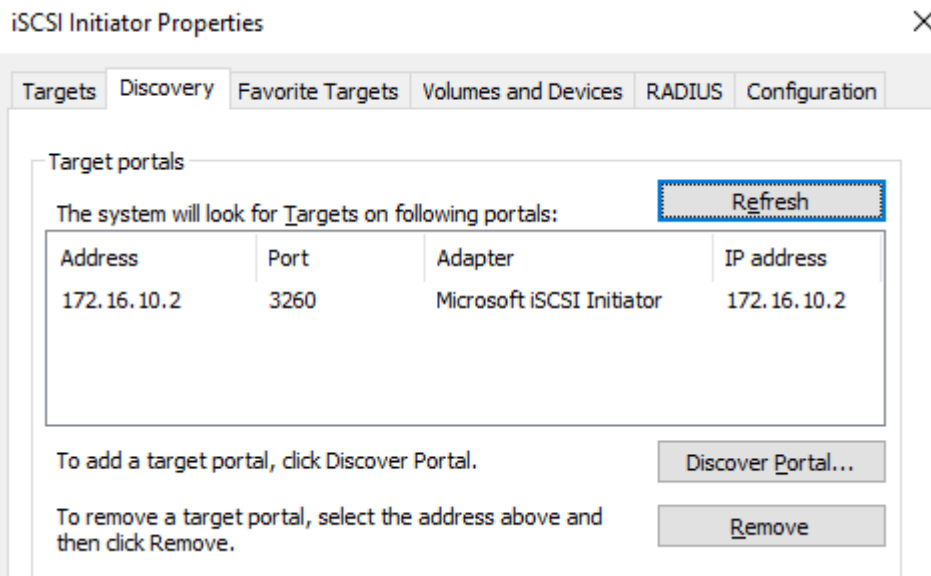 iSCSI Initiator Properties
Targets Discovery Favorite Targets Volumes and Devices RADIUS Configuration
Target portals
The system will look for Targets on following portals: Refresh
Address Port Adapter IP address
172.16.10.2 3260 Microsoft iSCSI Initiator 172.16.10.2
To add a target portal, click Discover Portal. Discover Portal...
To remove a target portal, select the address above and
then click Remove. Remove